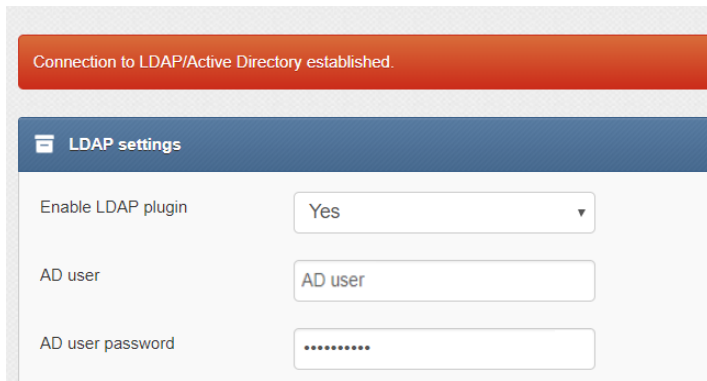 Connection to LDAP/Active Directory established.
LDAP settings
Enable LDAP plugin Yes
AD user AD user
AD user password ••••••••••